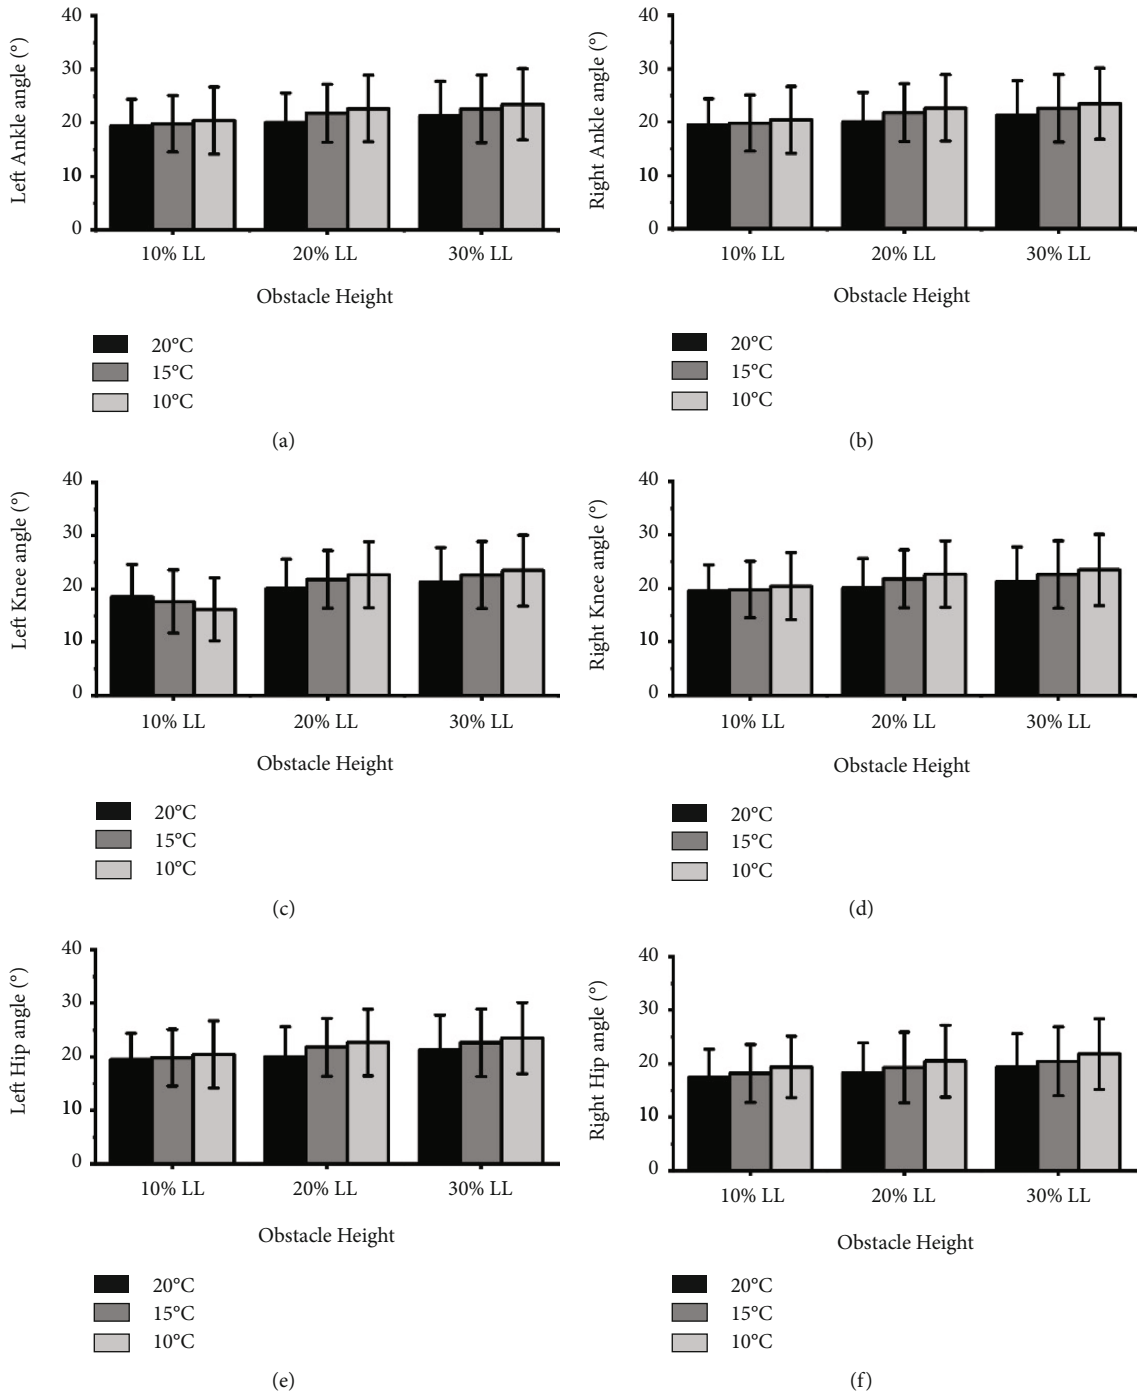 40
30
20
10
0
Left Ankle angle (°)
10% LL 20% LL 30% LL
Obstacle Height
20°C
15°C
10°C
(a)
40
30
20
10
0
Right Ankle angle (°)
10% LL 20% LL 30% LL
Obstacle Height
20°C
15°C
10°C
(b)
40
30
20
10
0
Left Knee angle (°)
10% LL 20% LL 30% LL
Obstacle Height
20°C
15°C
10°C
(c)
40
30
20
10
0
Right Knee angle (°)
10% LL 20% LL 30% LL
Obstacle Height
20°C
15°C
10°C
(d)
40
30
20
10
0
Left Hip angle (°)
10% LL 20% LL 30% LL
Obstacle Height
20°C
15°C
10°C
(e)
40
30
20
10
0
Right Hip angle (°)
10% LL 20% LL 30% LL
Obstacle Height
20°C
15°C
10°C
(f)